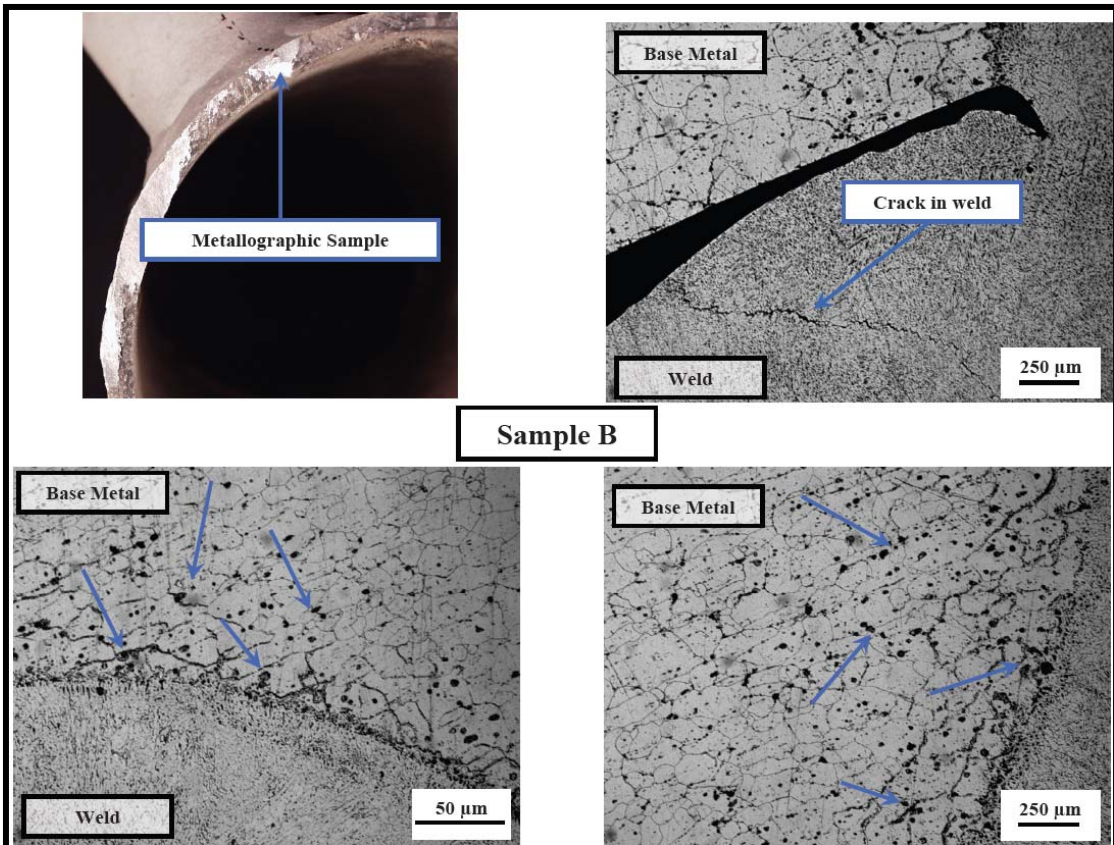 Metallographic Sample
Base Metal
Crack in weld
Weld
250 µm
Sample B
Base Metal
Weld
50 µm
Base Metal
250 µm